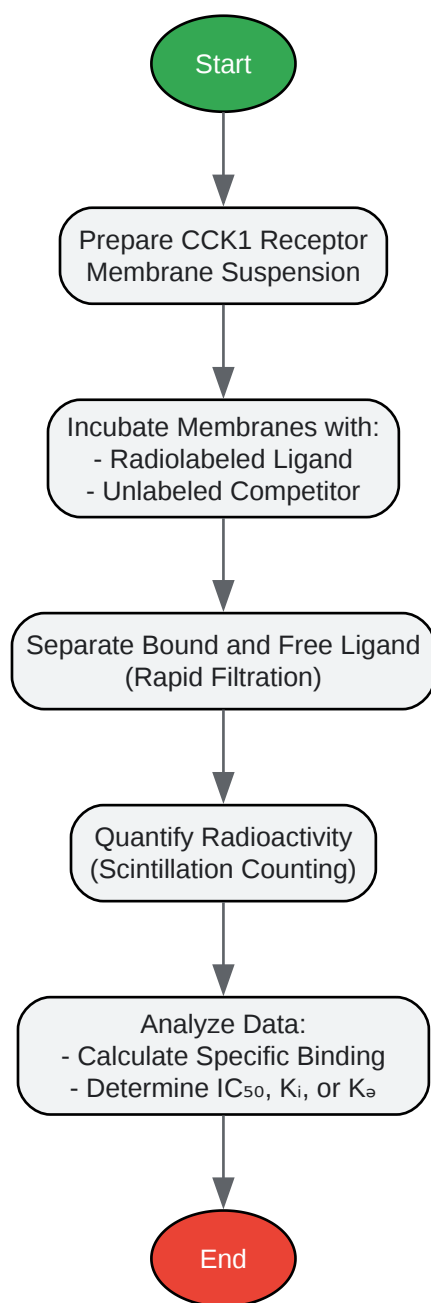 Start
Prepare CCK1 Receptor
Membrane Suspension
Incubate Membranes with:
- Radiolabeled Ligand
- Unlabeled Competitor
Separate Bound and Free Ligand
(Rapid Filtration)
Quantify Radioactivity
(Scintillation Counting)
Analyze Data:
- Calculate Specific Binding
- Determine IC₅₀, Kᵢ, or Kₔ
End